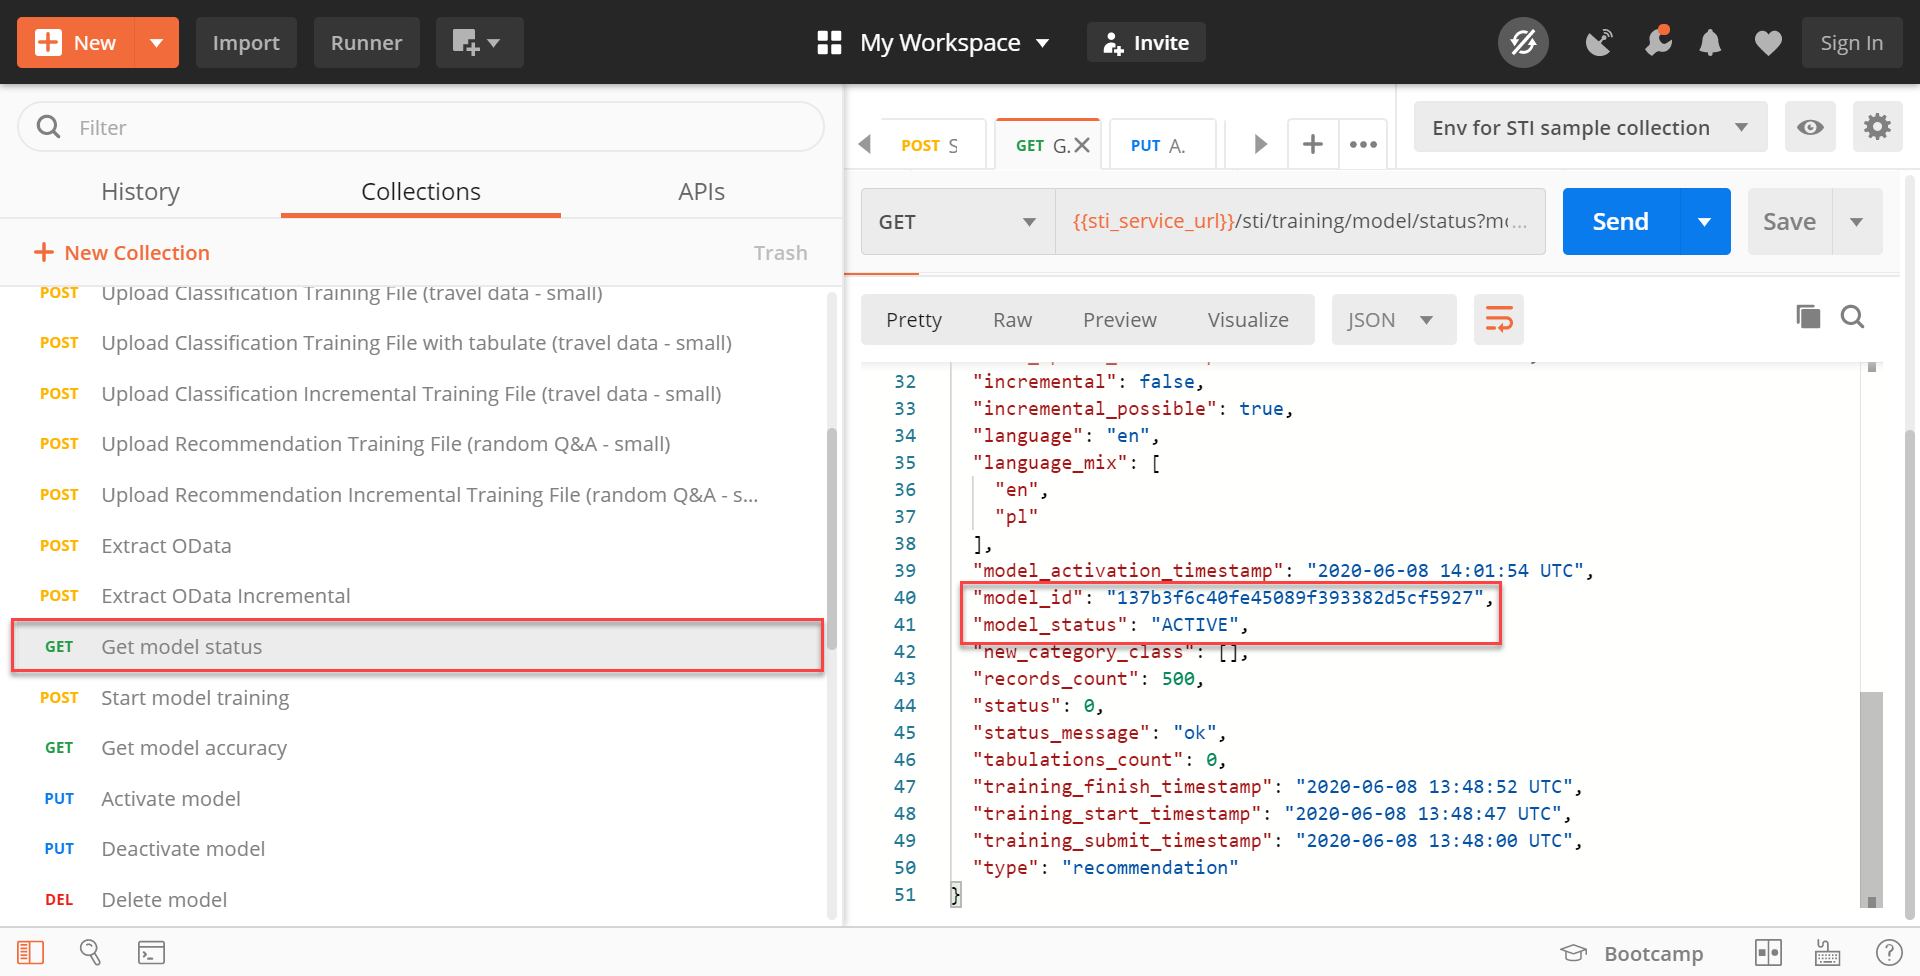 New
Import
Runner
My Workspace
Invite
Sign In
Filter
History
Collections
APIs
New Collection
Trash
POST Upload Classification Training File (travel data - small)
POST Upload Classification Training File with tabulate (travel data - small)
POST Upload Classification Incremental Training File (travel data - small)
POST Upload Recommendation Training File (random Q&A - small)
POST Upload Recommendation Incremental Training File (random Q&A - s...
POST Extract OData
POST Extract OData Incremental
GET Get model status
POST Start model training
GET Get model accuracy
PUT Activate model
PUT Deactivate model
DEL Delete model
POST S
GET G.
PUT A.
Env for STI sample collection
GET
{{sti_service_url}}/sti/training/model/status?mc...
Send
Save
Pretty
Raw
Preview
Visualize
JSON
32 "incremental": false,
33 "incremental_possible": true,
34 "language": "en",
35 "language_mix": [
36 "en",
37 "pl"
38 ],
39 "model_activation_timestamp": "2020-06-08 14:01:54 UTC",
40 "model_id": "137b3f6c40fe45089f393382d5cf5927",
41 "model_status": "ACTIVE",
42 "new_category_class": [],
43 "records_count": 500,
44 "status": 0,
45 "status_message": "ok",
46 "tabulations_count": 0,
47 "training_finish_timestamp": "2020-06-08 13:48:52 UTC",
48 "training_start_timestamp": "2020-06-08 13:48:47 UTC",
49 "training_submit_timestamp": "2020-06-08 13:48:00 UTC",
50 "type": "recommendation"
51 }
Bootcamp